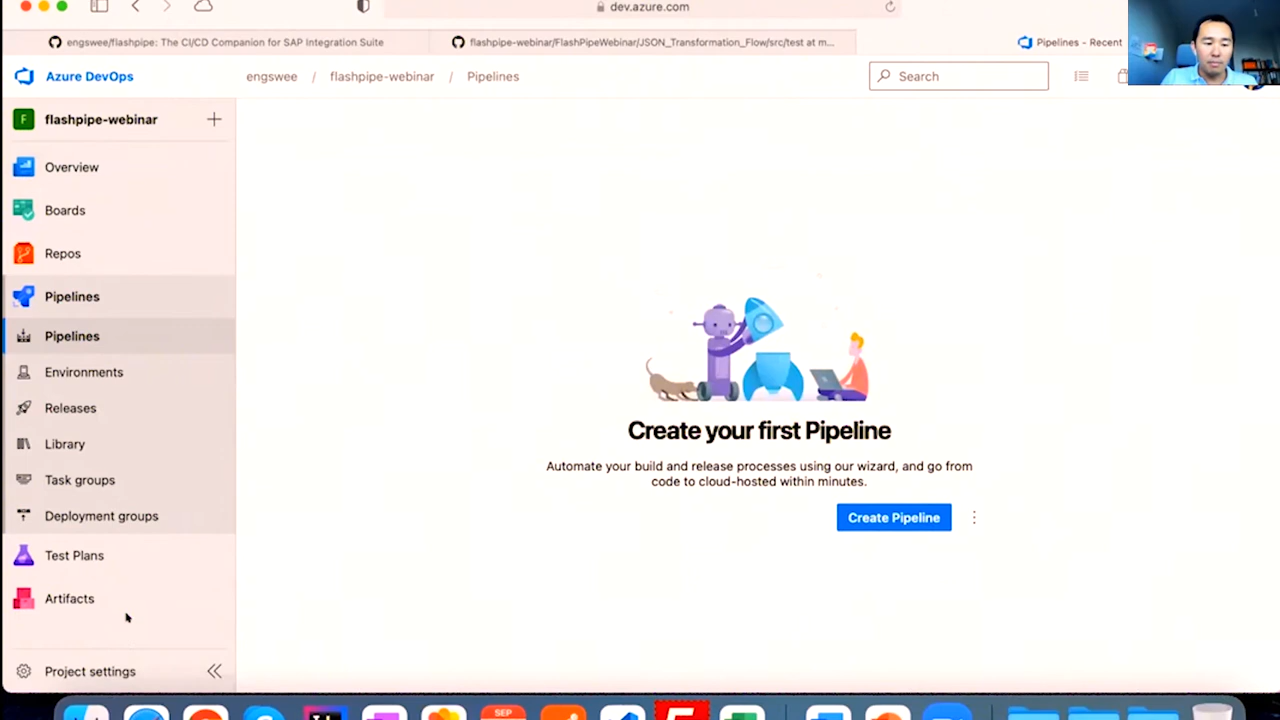 dev.azure.com
engswee/flashpipe: The CI/CD Companion for SAP Integration Suite
flashpipe-webinar/FlashPipeWebinar/JSON_Transformation_Flow/src/test at m...
Pipelines - Recent
Azure DevOps
engswee / flashpipe-webinar / Pipelines
Search
F
flashpipe-webinar
Overview
Boards
Repos
Pipelines
Pipelines
Environments
Releases
Library
Task groups
Deployment groups
Test Plans
Artifacts
Project settings
Create your first Pipeline
Automate your build and release processes using our wizard, and go from
code to cloud-hosted within minutes.
Create Pipeline
SEP